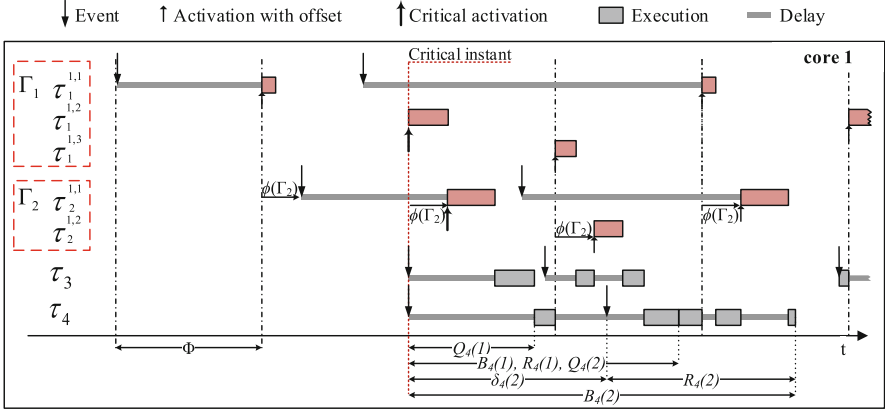 Event Activation with offset Critical activation Execution Delay
Critical instant core 1
Γ₁ τ₁^{1,1}
τ₁^{1,2}
τ₁^{1,3}
Γ₂ τ₂^{1,1} ϕ(Γ₂) ϕ(Γ₂) ϕ(Γ₂)
τ₂^{1,2} ϕ(Γ₂)
τ₃
τ₄
t
Φ Q₄(1)
B₄(1), R₄(1), Q₄(2)
δ₄(2) R₄(2)
B₄(2)